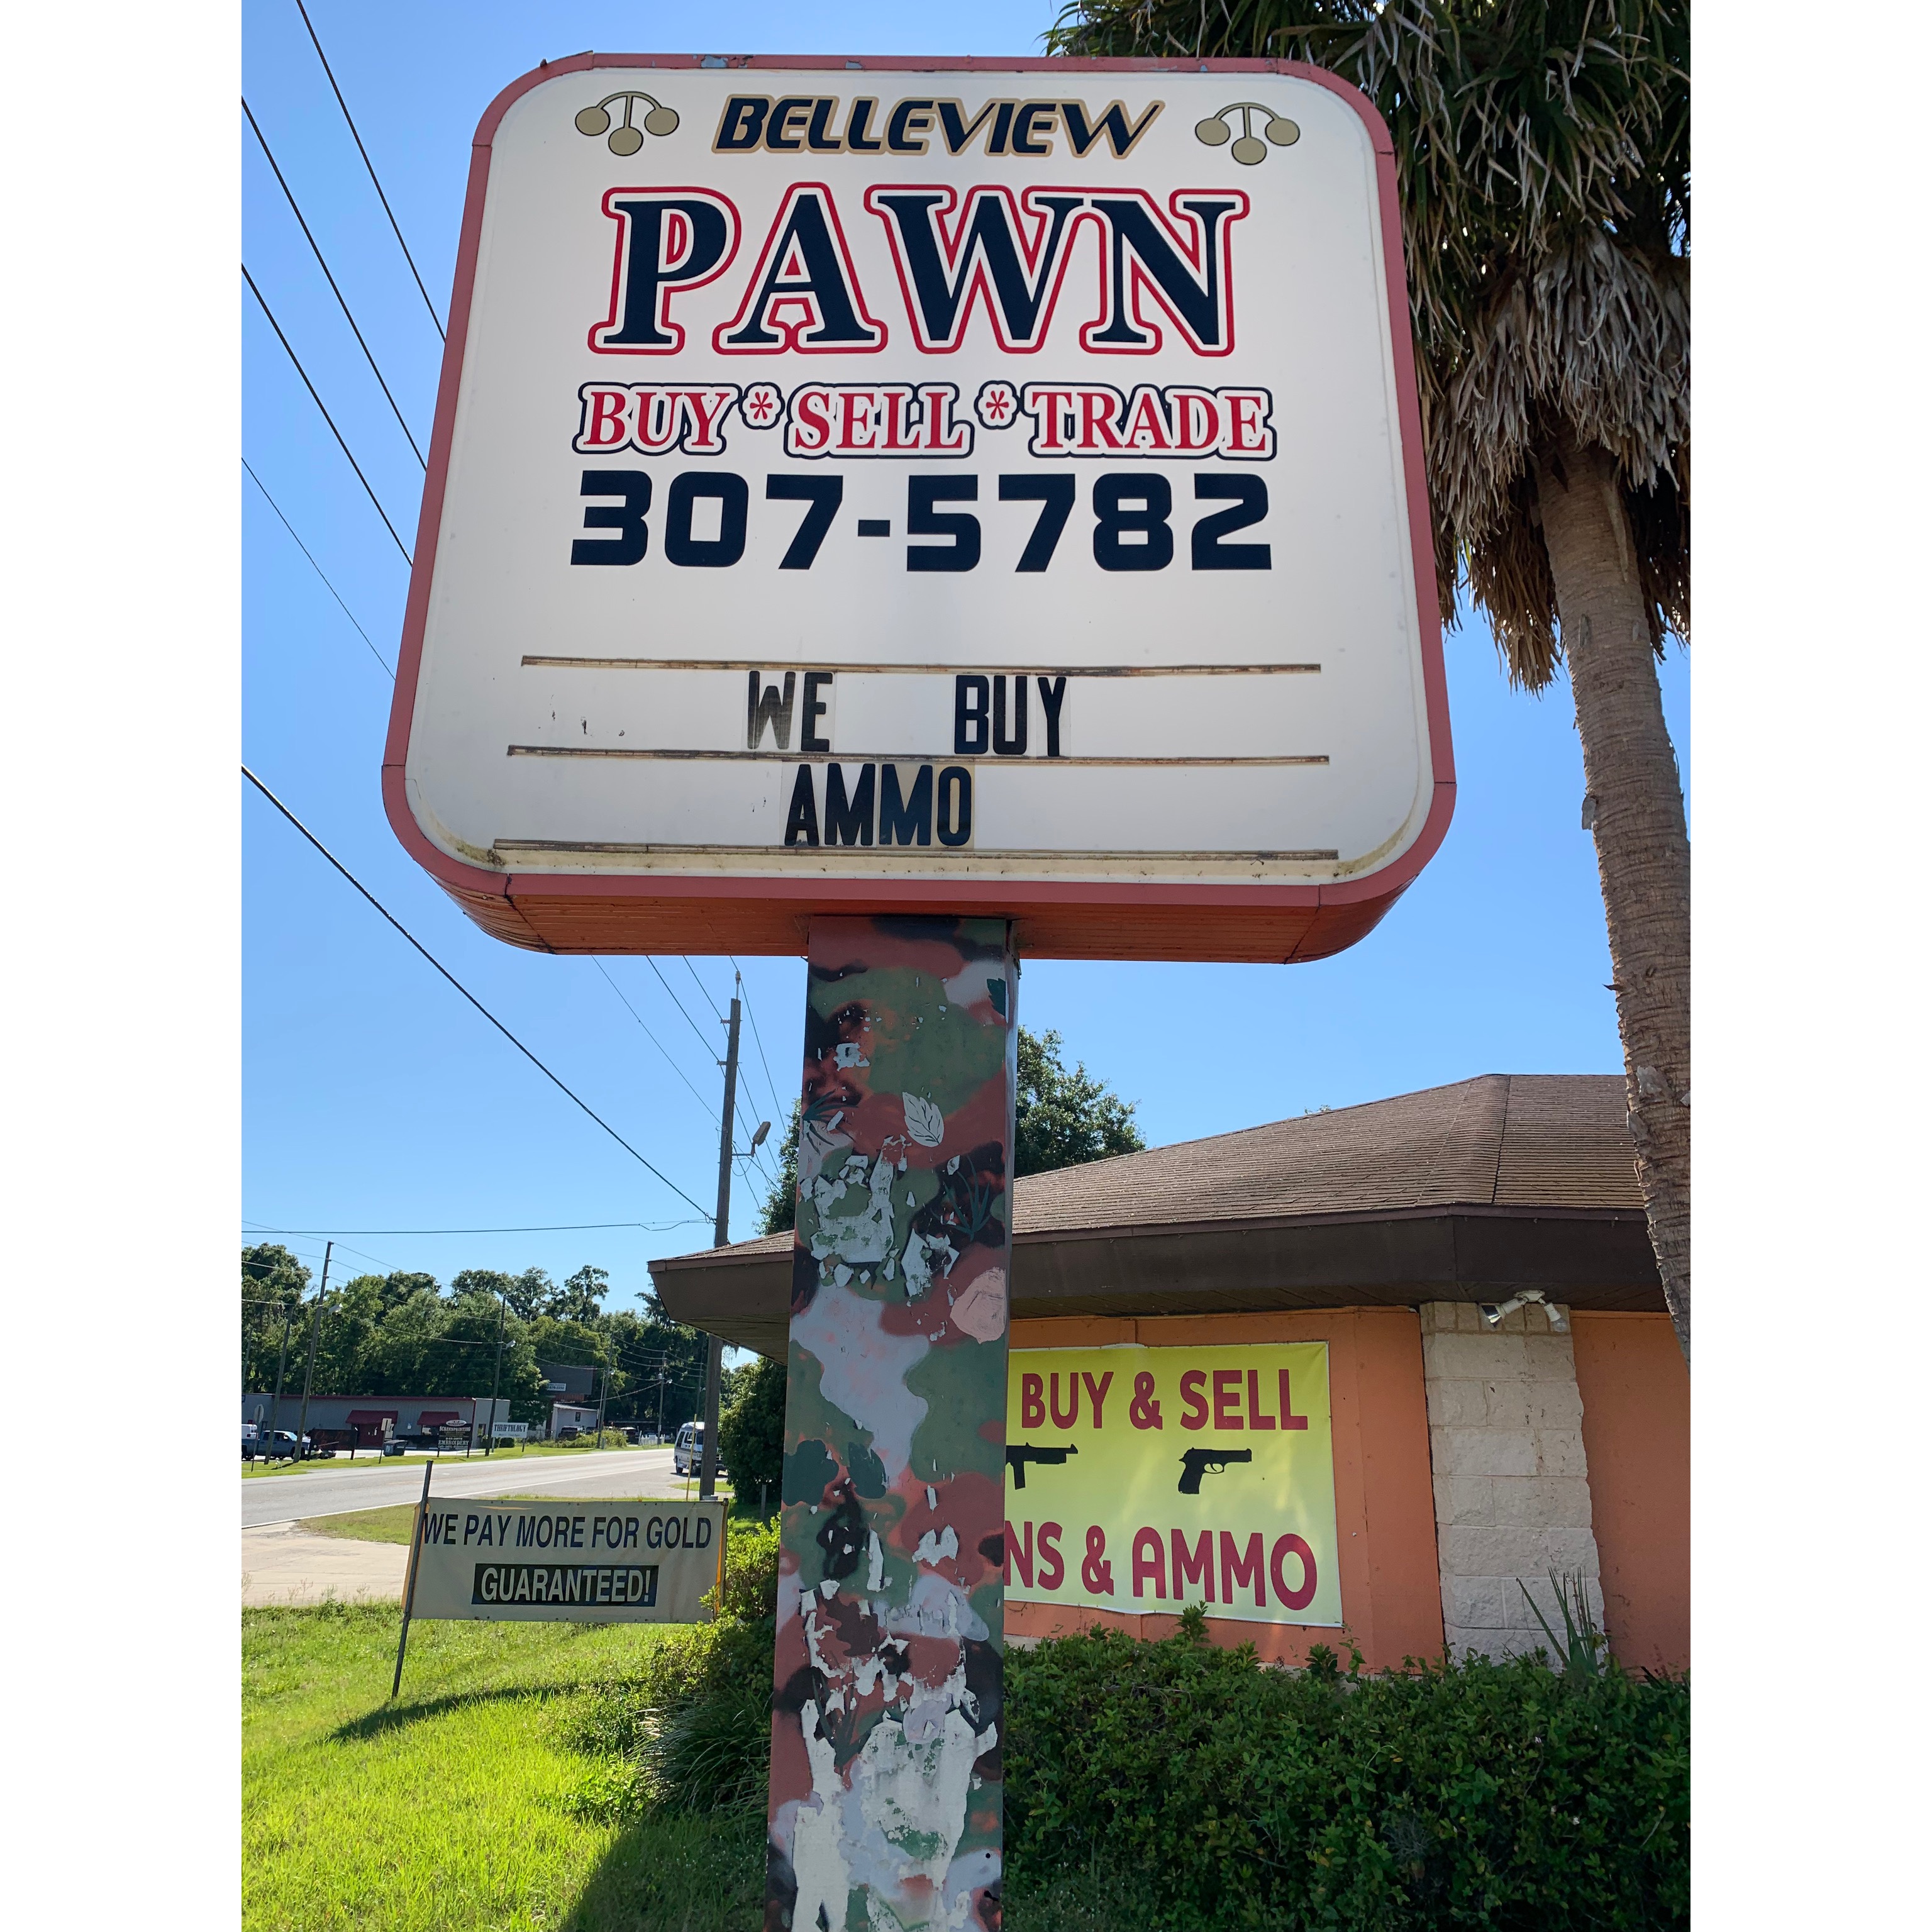 BELLEVIEW
PAWN
BUY * SELL * TRADE
307-5782
WE BUY
AMMO
BUY & SELL
NS & AMMO
WE PAY MORE FOR GOLD
GUARANTEED!
THRIFTOLOGY